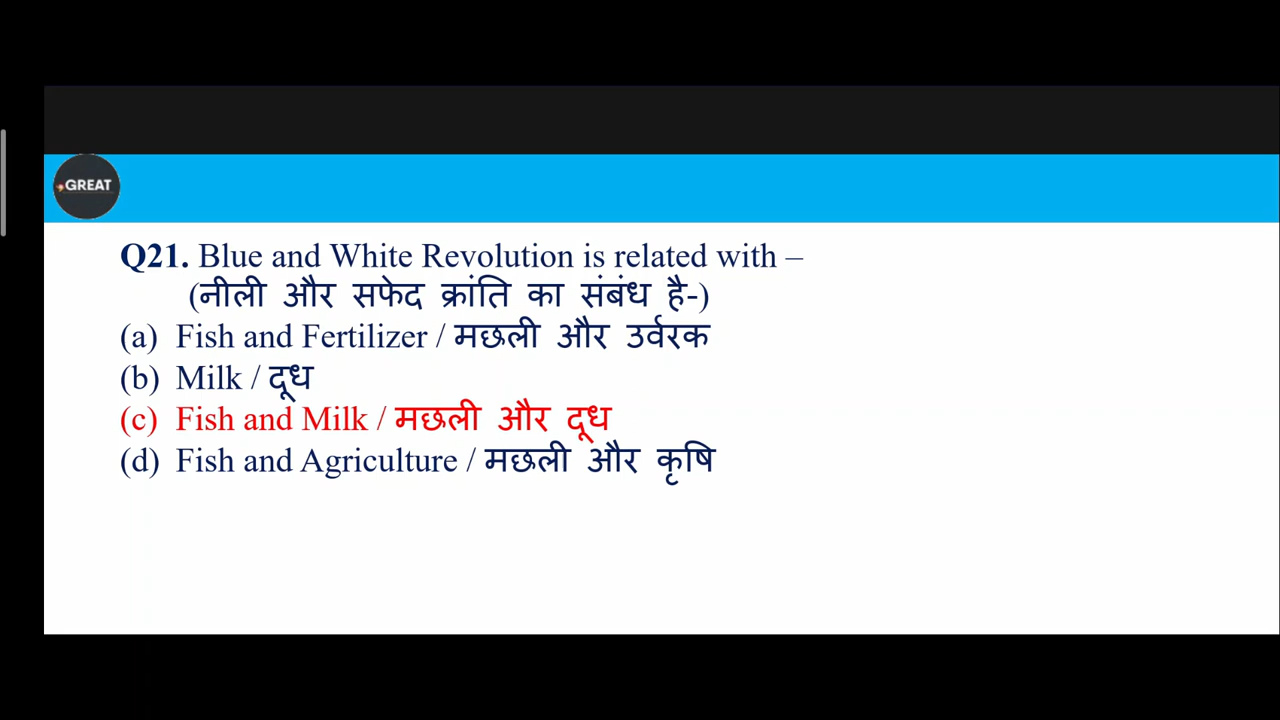 GREAT
Q21. Blue and White Revolution is related with –
(नीली और सफेद क्रांति का संबंध है-)
(a) Fish and Fertilizer / मछली और उर्वरक
(b) Milk / दूध
(c) Fish and Milk / मछली और दूध
(d) Fish and Agriculture / मछली और कृषि